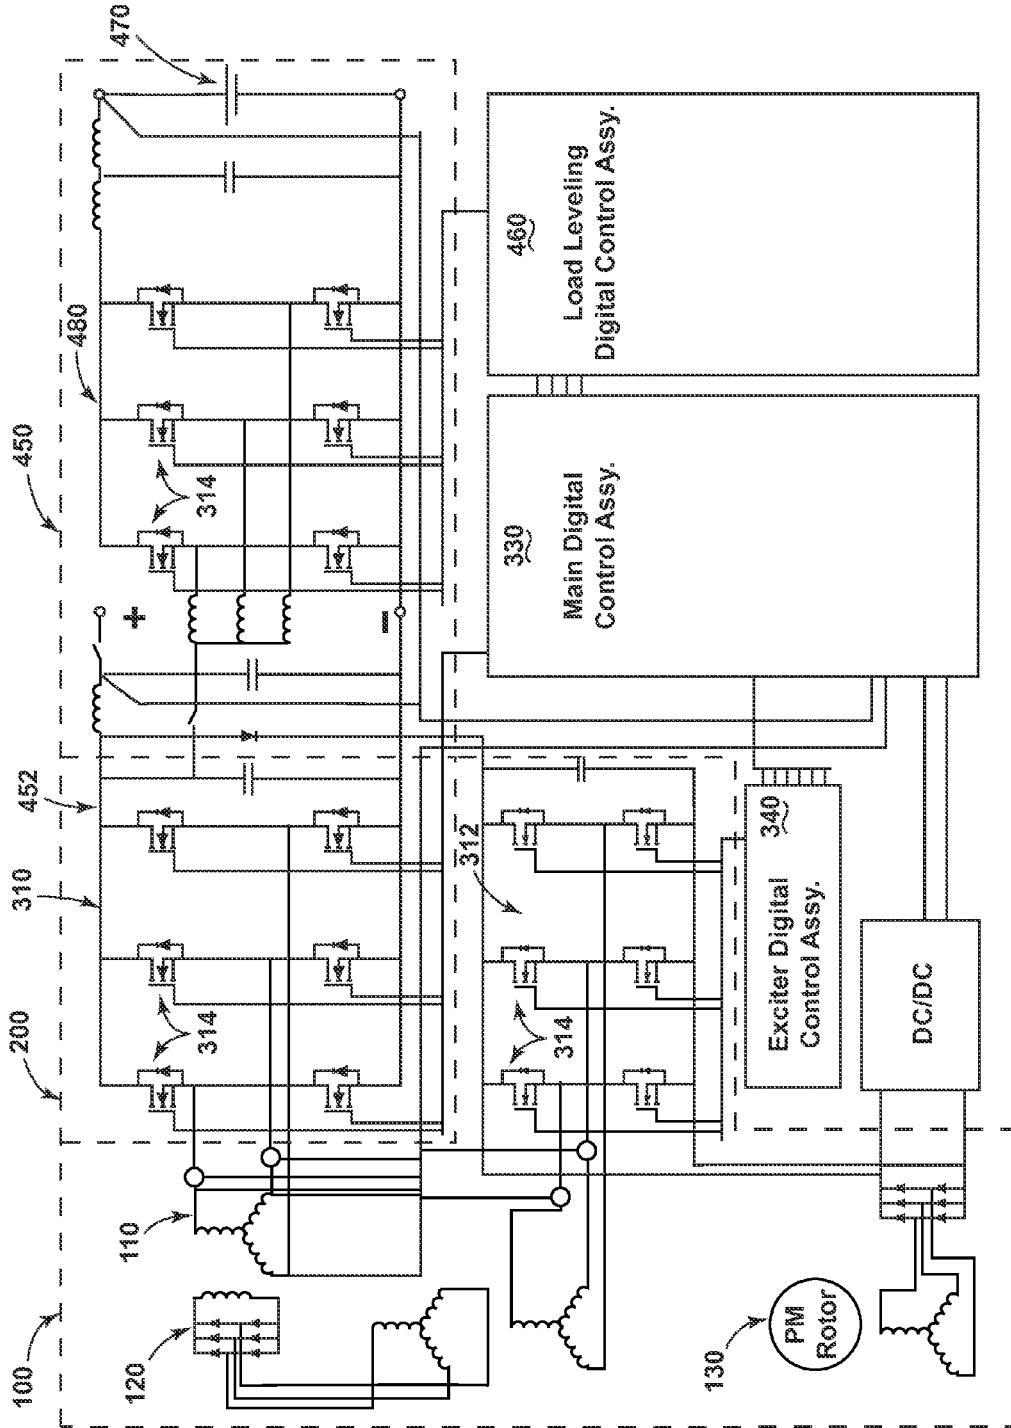 470
480
450
314
460
Load Leveling
Digital Control Assy.
330
Main Digital
Control Assy.
+
−
452
310
312
314
314
200
340
Exciter Digital
Control Assy.
DC/DC
110
120
100
130
PM
Rotor